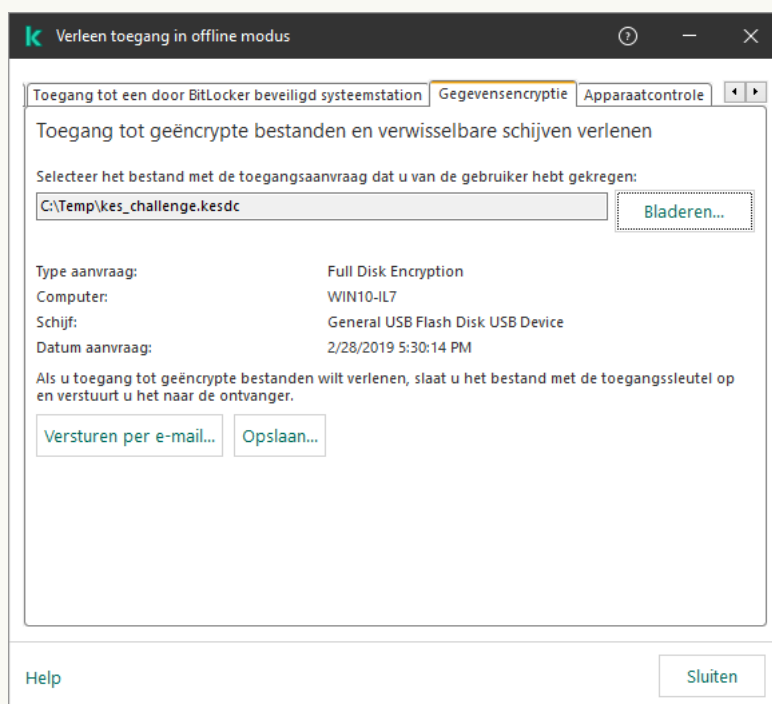 Verleen toegang in offline modus
Toegang tot een door BitLocker beveiligd systeemstation Gegevensencryptie Apparaatcontrole
Toegang tot geëncrypte bestanden en verwisselbare schijven verlenen
Selecteer het bestand met de toegangsaanvraag dat u van de gebruiker hebt gekregen:
C:\Temp\kes_challenge.kesdc Bladeren...
Type aanvraag: Full Disk Encryption
Computer: WIN10-IL7
Schijf: General USB Flash Disk USB Device
Datum aanvraag: 2/28/2019 5:30:14 PM
Als u toegang tot geëncrypte bestanden wilt verlenen, slaat u het bestand met de toegangssleutel op
en verstuurt u het naar de ontvanger.
Versturen per e-mail... Opslaan...
Help Sluiten